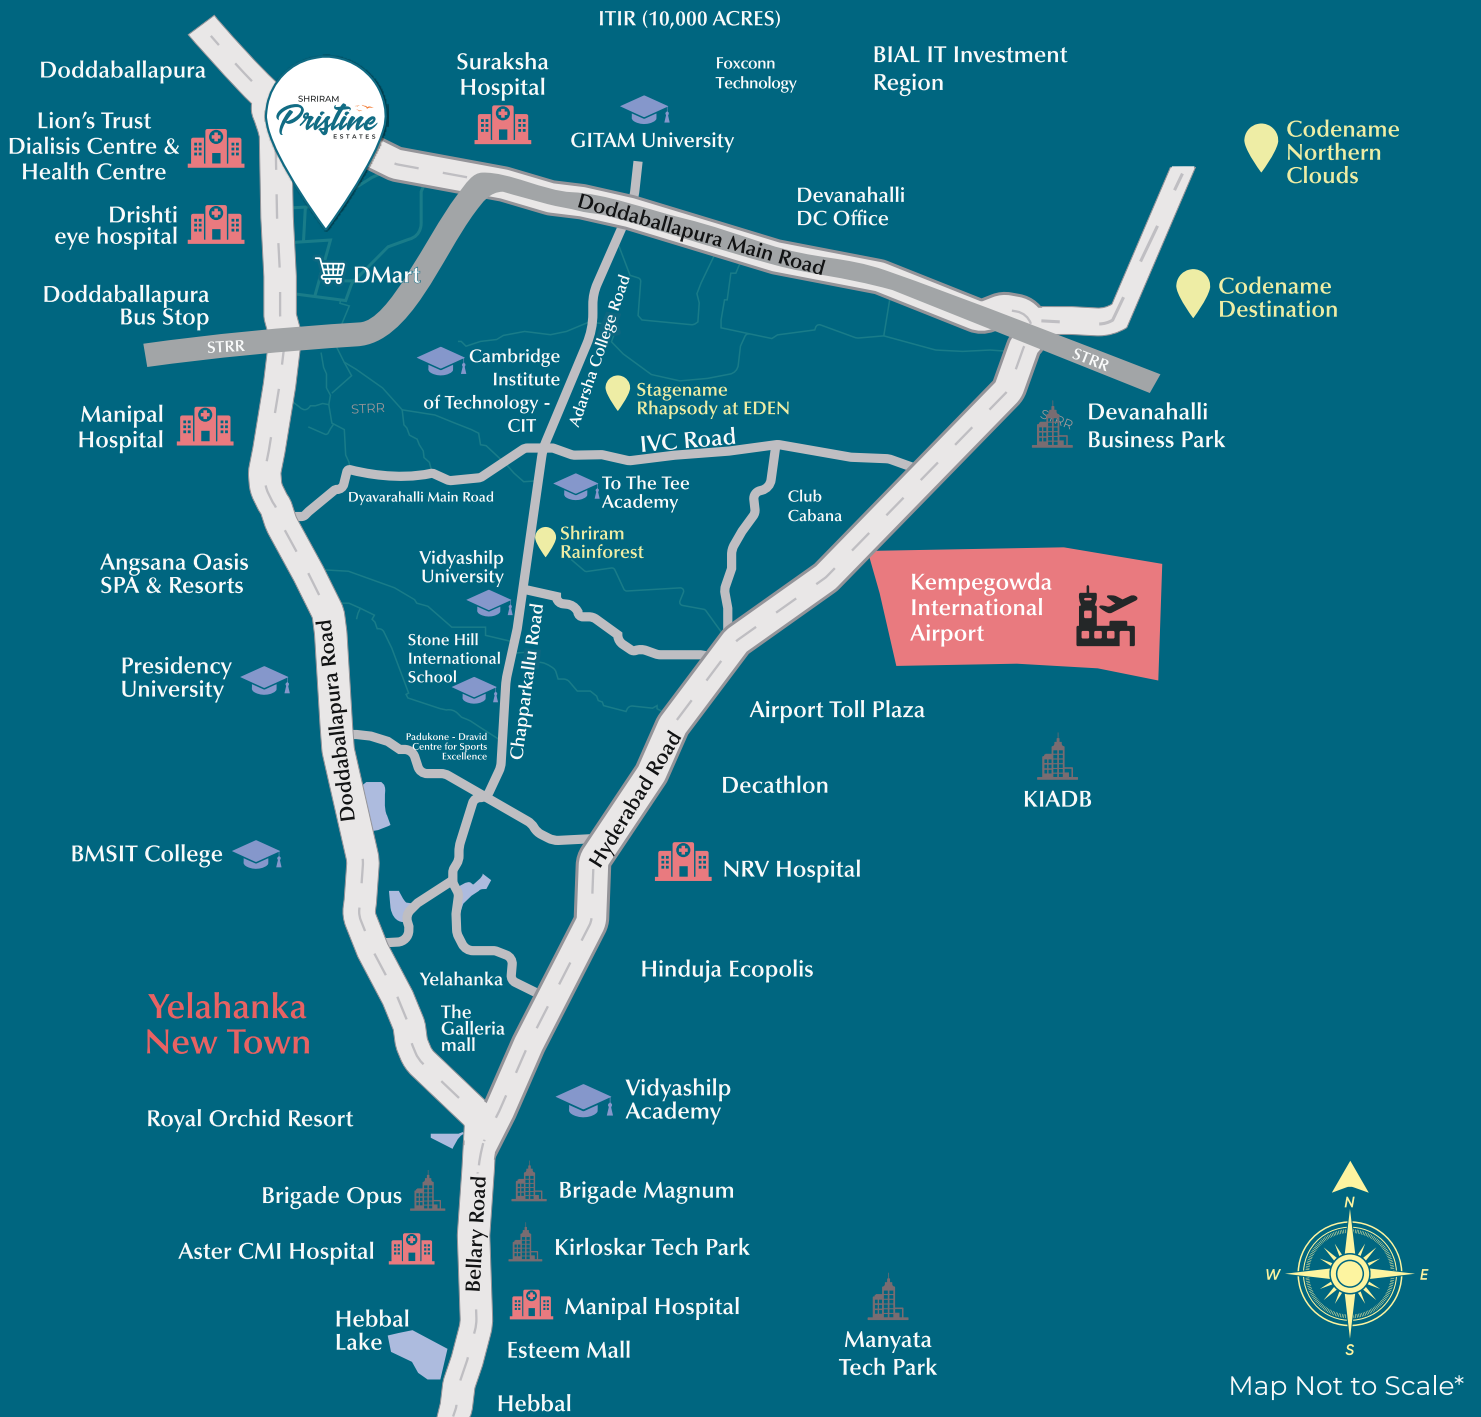 ITIR (10,000 ACRES)
Doddaballapura
SHRIRAM
Pristine
ESTATES
Suraksha
Hospital
Foxconn
Technology
BIAL IT Investment
Region
Lion's Trust
Dialisis Centre &
Health Centre
GITAM University
Codename
Northern
Clouds
Drishti
eye hospital
Devanahalli
DC Office
Doddaballapura Main Road
DMart
Doddaballapura
Bus Stop
STRR
Codename
Destination
STRR
Adarsha College Road
Cambridge
Institute
of Technology -
CIT
Stagename
Rhapsody at EDEN
STRR
Manipal
Hospital
IVC Road
STRR
Devanahalli
Business Park
Dyavarahalli Main Road
To The Tee
Academy
Club
Cabana
Shriram
Rainforest
Angsana Oasis
SPA & Resorts
Vidyashilp
University
Kempegowda
International
Airport
Stone Hill
International
School
Chapparkallu Road
Presidency
University
Doddaballapura Road
Airport Toll Plaza
Padukone - Dravid
Centre for Sports
Excellence
Hyderabad Road
Decathlon
KIADB
BMSIT College
NRV Hospital
Hinduja Ecopolis
Yelahanka
Yelahanka
New Town
The
Galleria
mall
Royal Orchid Resort
Vidyashilp
Academy
Brigade Opus
Brigade Magnum
Bellary Road
Aster CMI Hospital
Kirloskar Tech Park
Manipal Hospital
Hebbal
Lake
Esteem Mall
Manyata
Tech Park
Hebbal
N
W
E
S
Map Not to Scale*